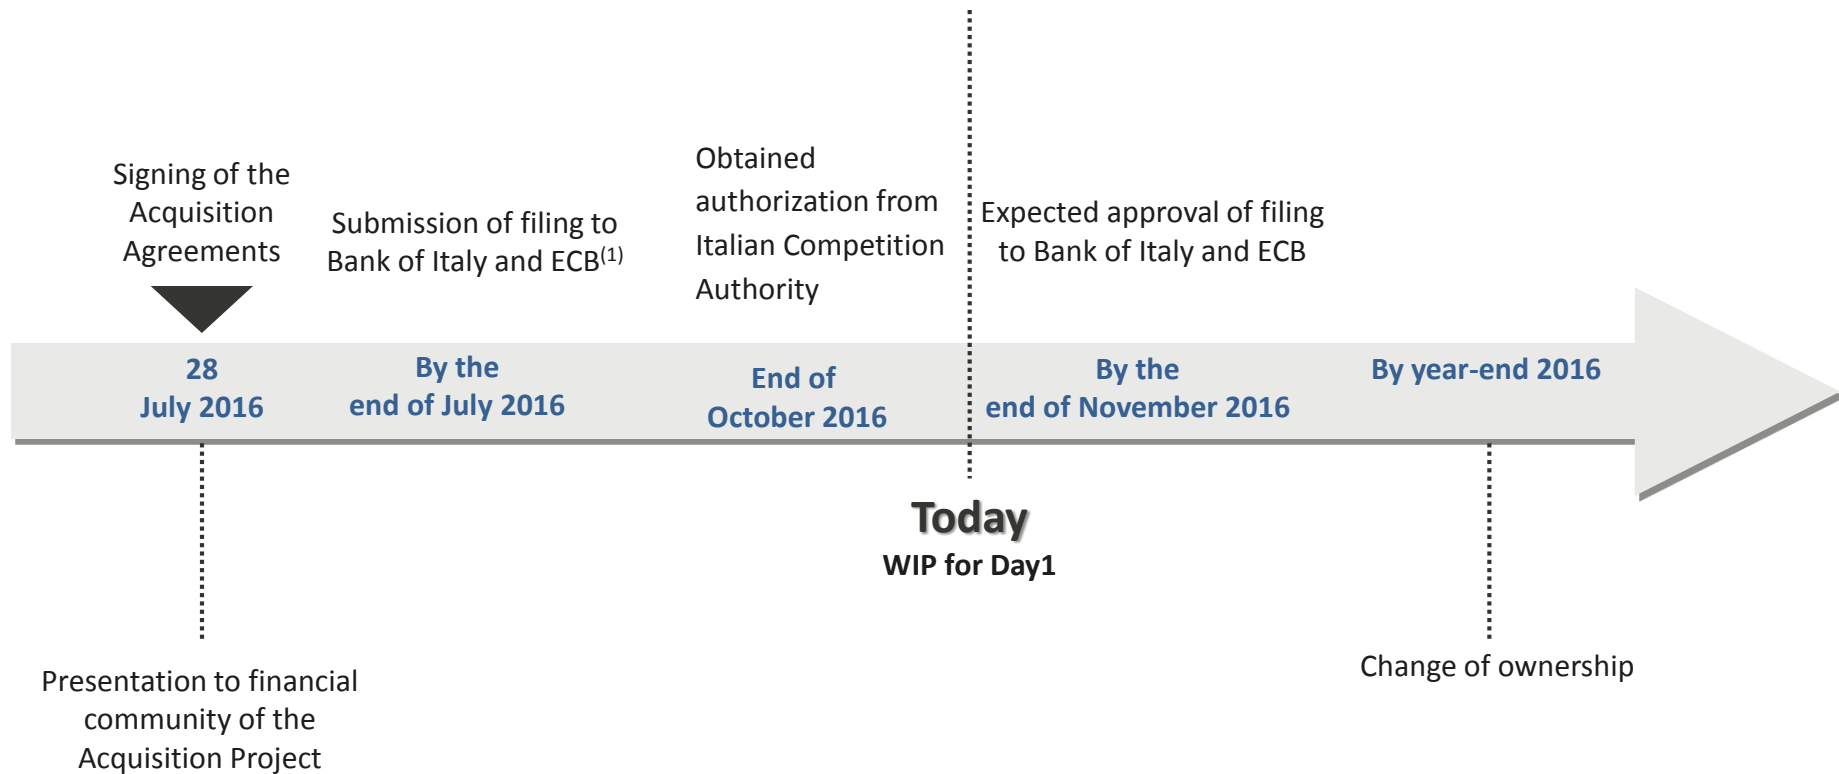 Signing of the
Acquisition
Agreements
Submission of filing to
Bank of Italy and ECB(1)
Obtained
authorization from
Italian Competition
Authority
Expected approval of filing
to Bank of Italy and ECB
28
July 2016
By the
end of July 2016
End of
October 2016
By the
end of November 2016
By year-end 2016
Today
WIP for Day1
Presentation to financial
community of the
Acquisition Project
Change of ownership